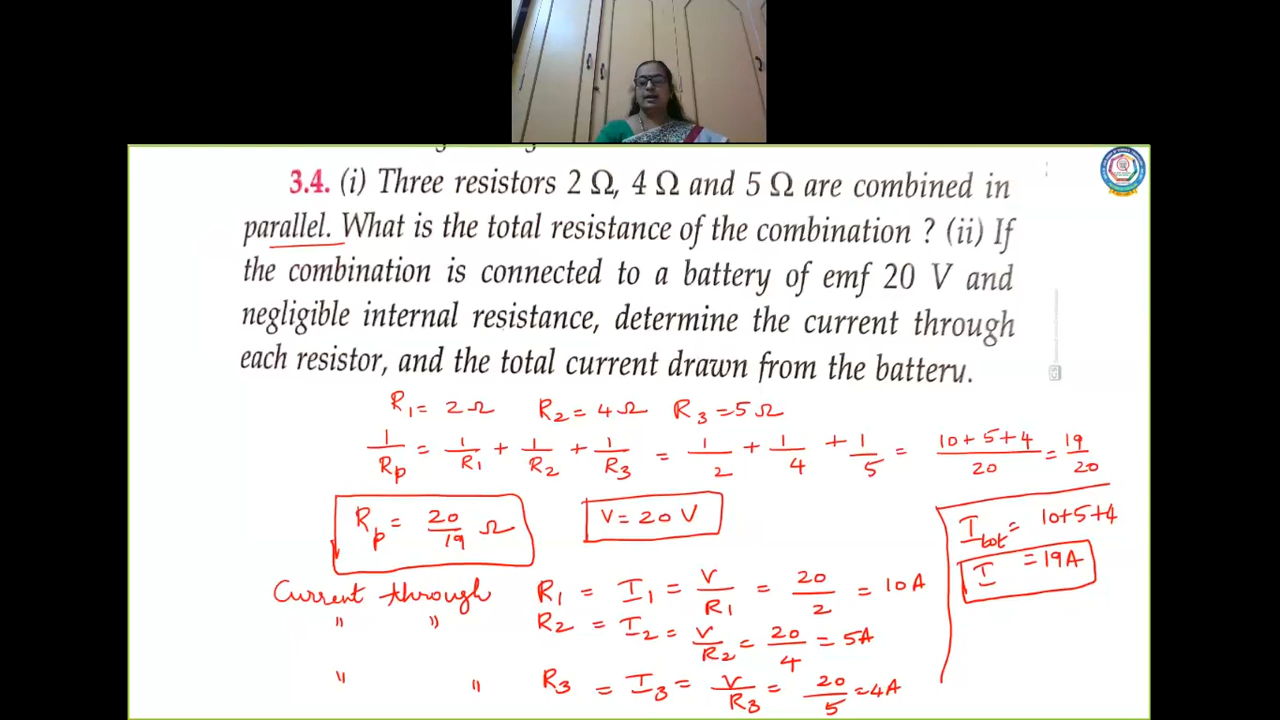 3.4. (i) Three resistors 2 Ω, 4 Ω and 5 Ω are combined in
parallel. What is the total resistance of the combination ? (ii) If
the combination is connected to a battery of emf 20 V and
negligible internal resistance, determine the current through
each resistor, and the total current drawn from the battery.
R₁ = 2Ω R₂ = 4Ω R₃ = 5Ω
1/Rp = 1/R₁ + 1/R₂ + 1/R₃ = 1/2 + 1/4 + 1/5 = (10+5+4)/20 = 19/20
Rp = 20/19 Ω
V = 20 V
I tot = 10+5+4
I = 19A
Current through R₁ = I₁ = V/R₁ = 20/2 = 10A
" " R₂ = I₂ = V/R₂ = 20/4 = 5A
" " R₃ = I₃ = V/R₃ = 20/5 = 4A